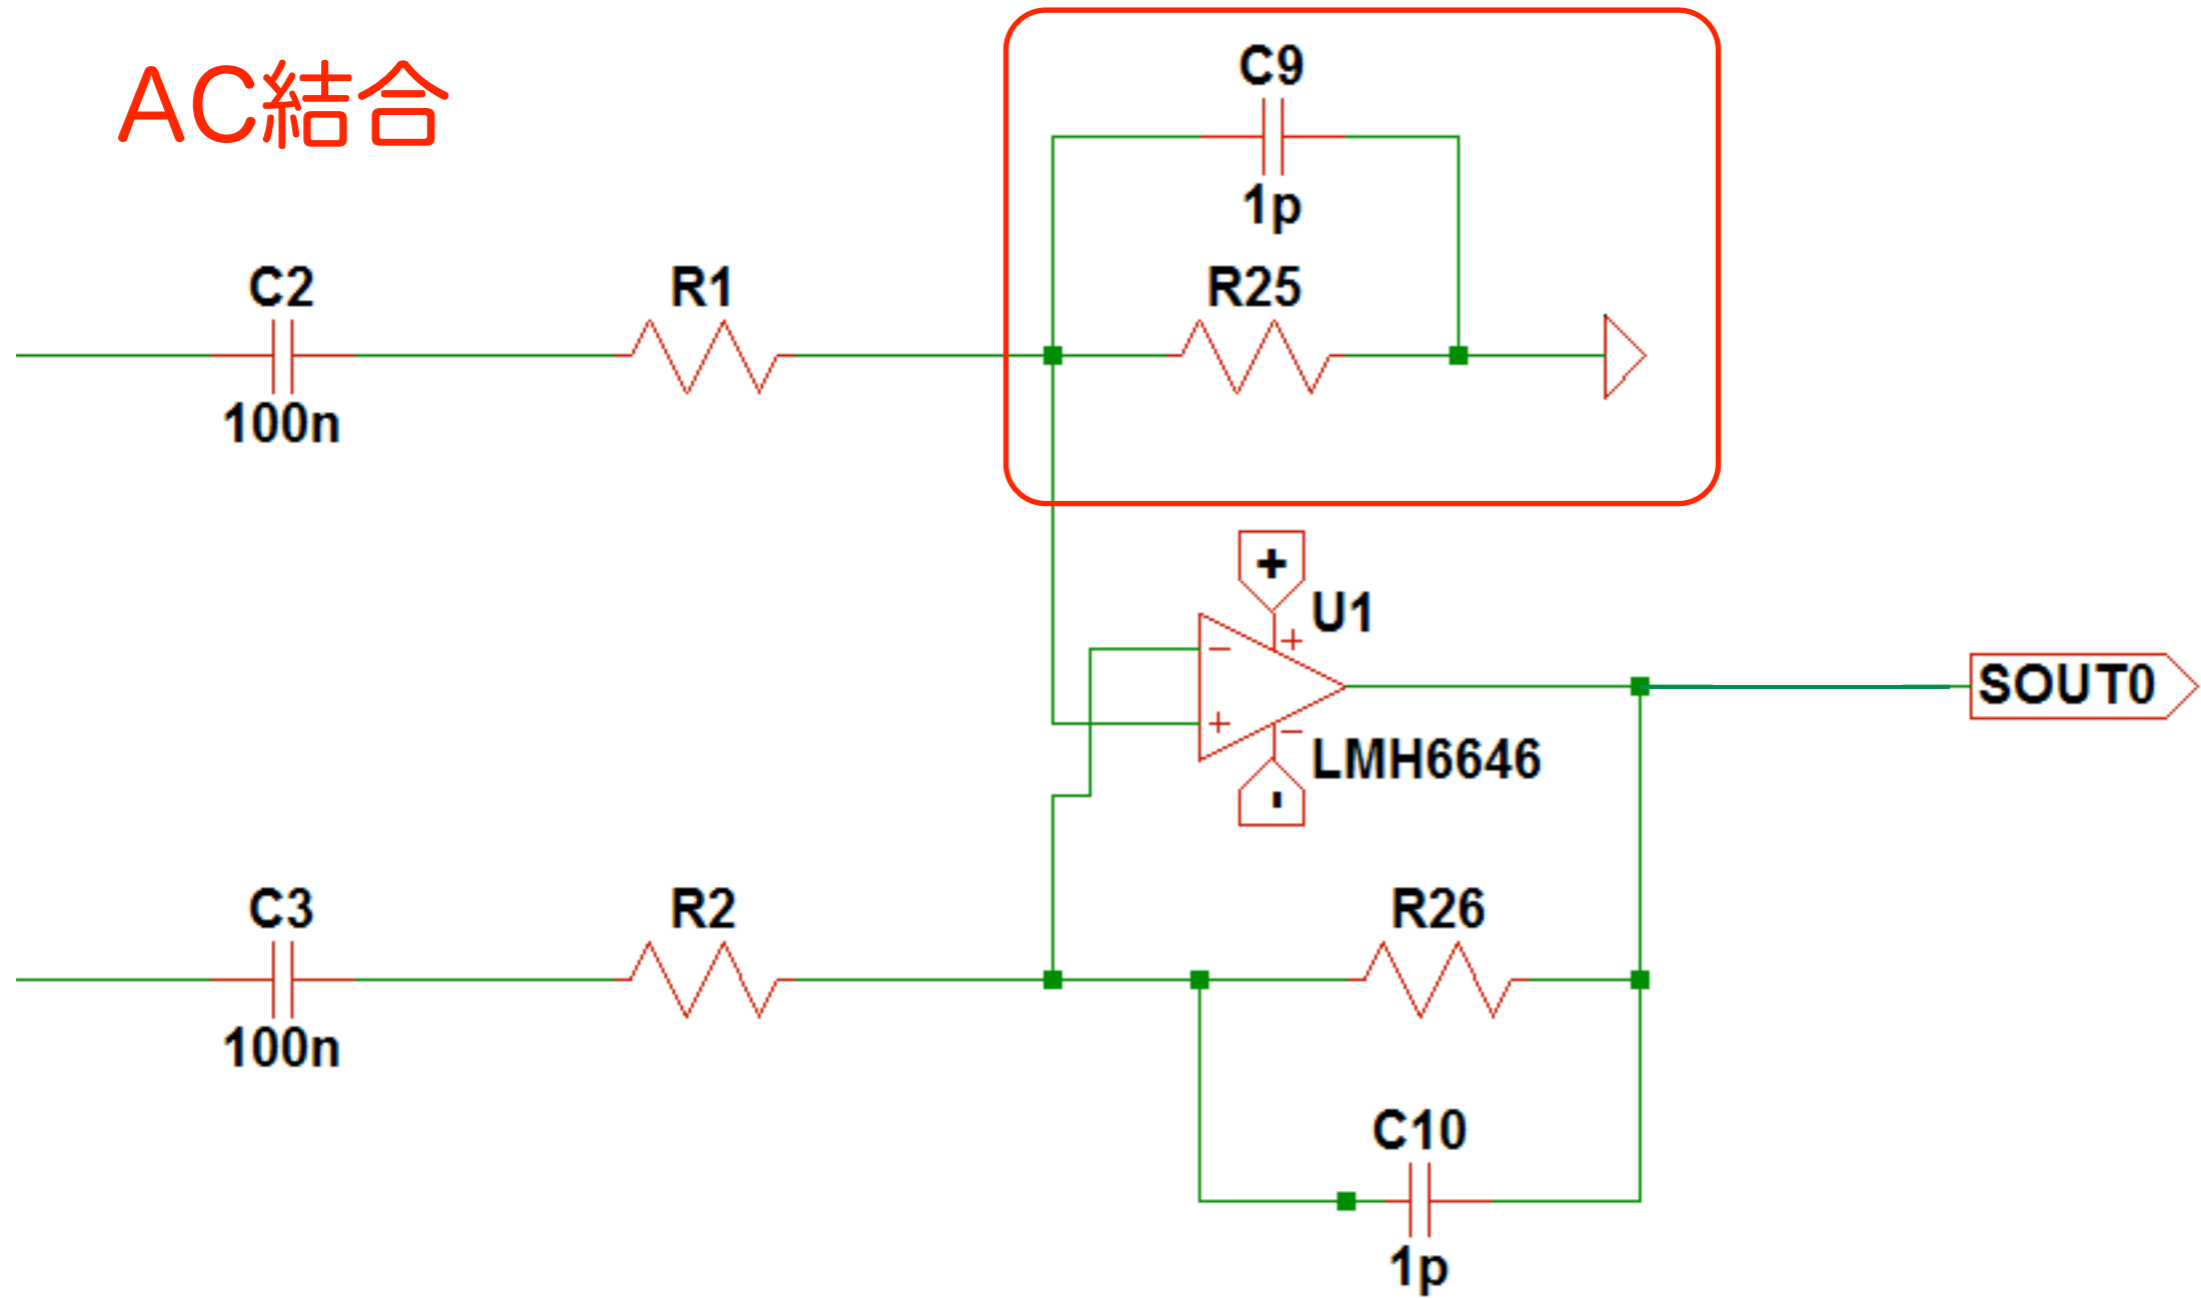 AC結合
C9
1p
C2
R1
R25
100n
+
U1
−
+
+
−
LMH6646
-
SOUT0
C3
R2
R26
100n
C10
1p